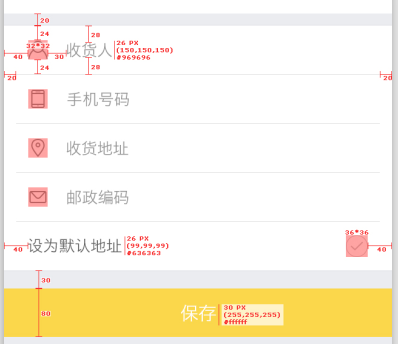 20
24
28
32*32
收货人
26 PX
(150,150,150)
#969696
40
30
24
28
20
20
手机号码
收货地址
邮政编码
36*36
设为默认地址
26 PX
(99,99,99)
#636363
40
40
30
80
保存
30 PX
(255,255,255)
#ffffff